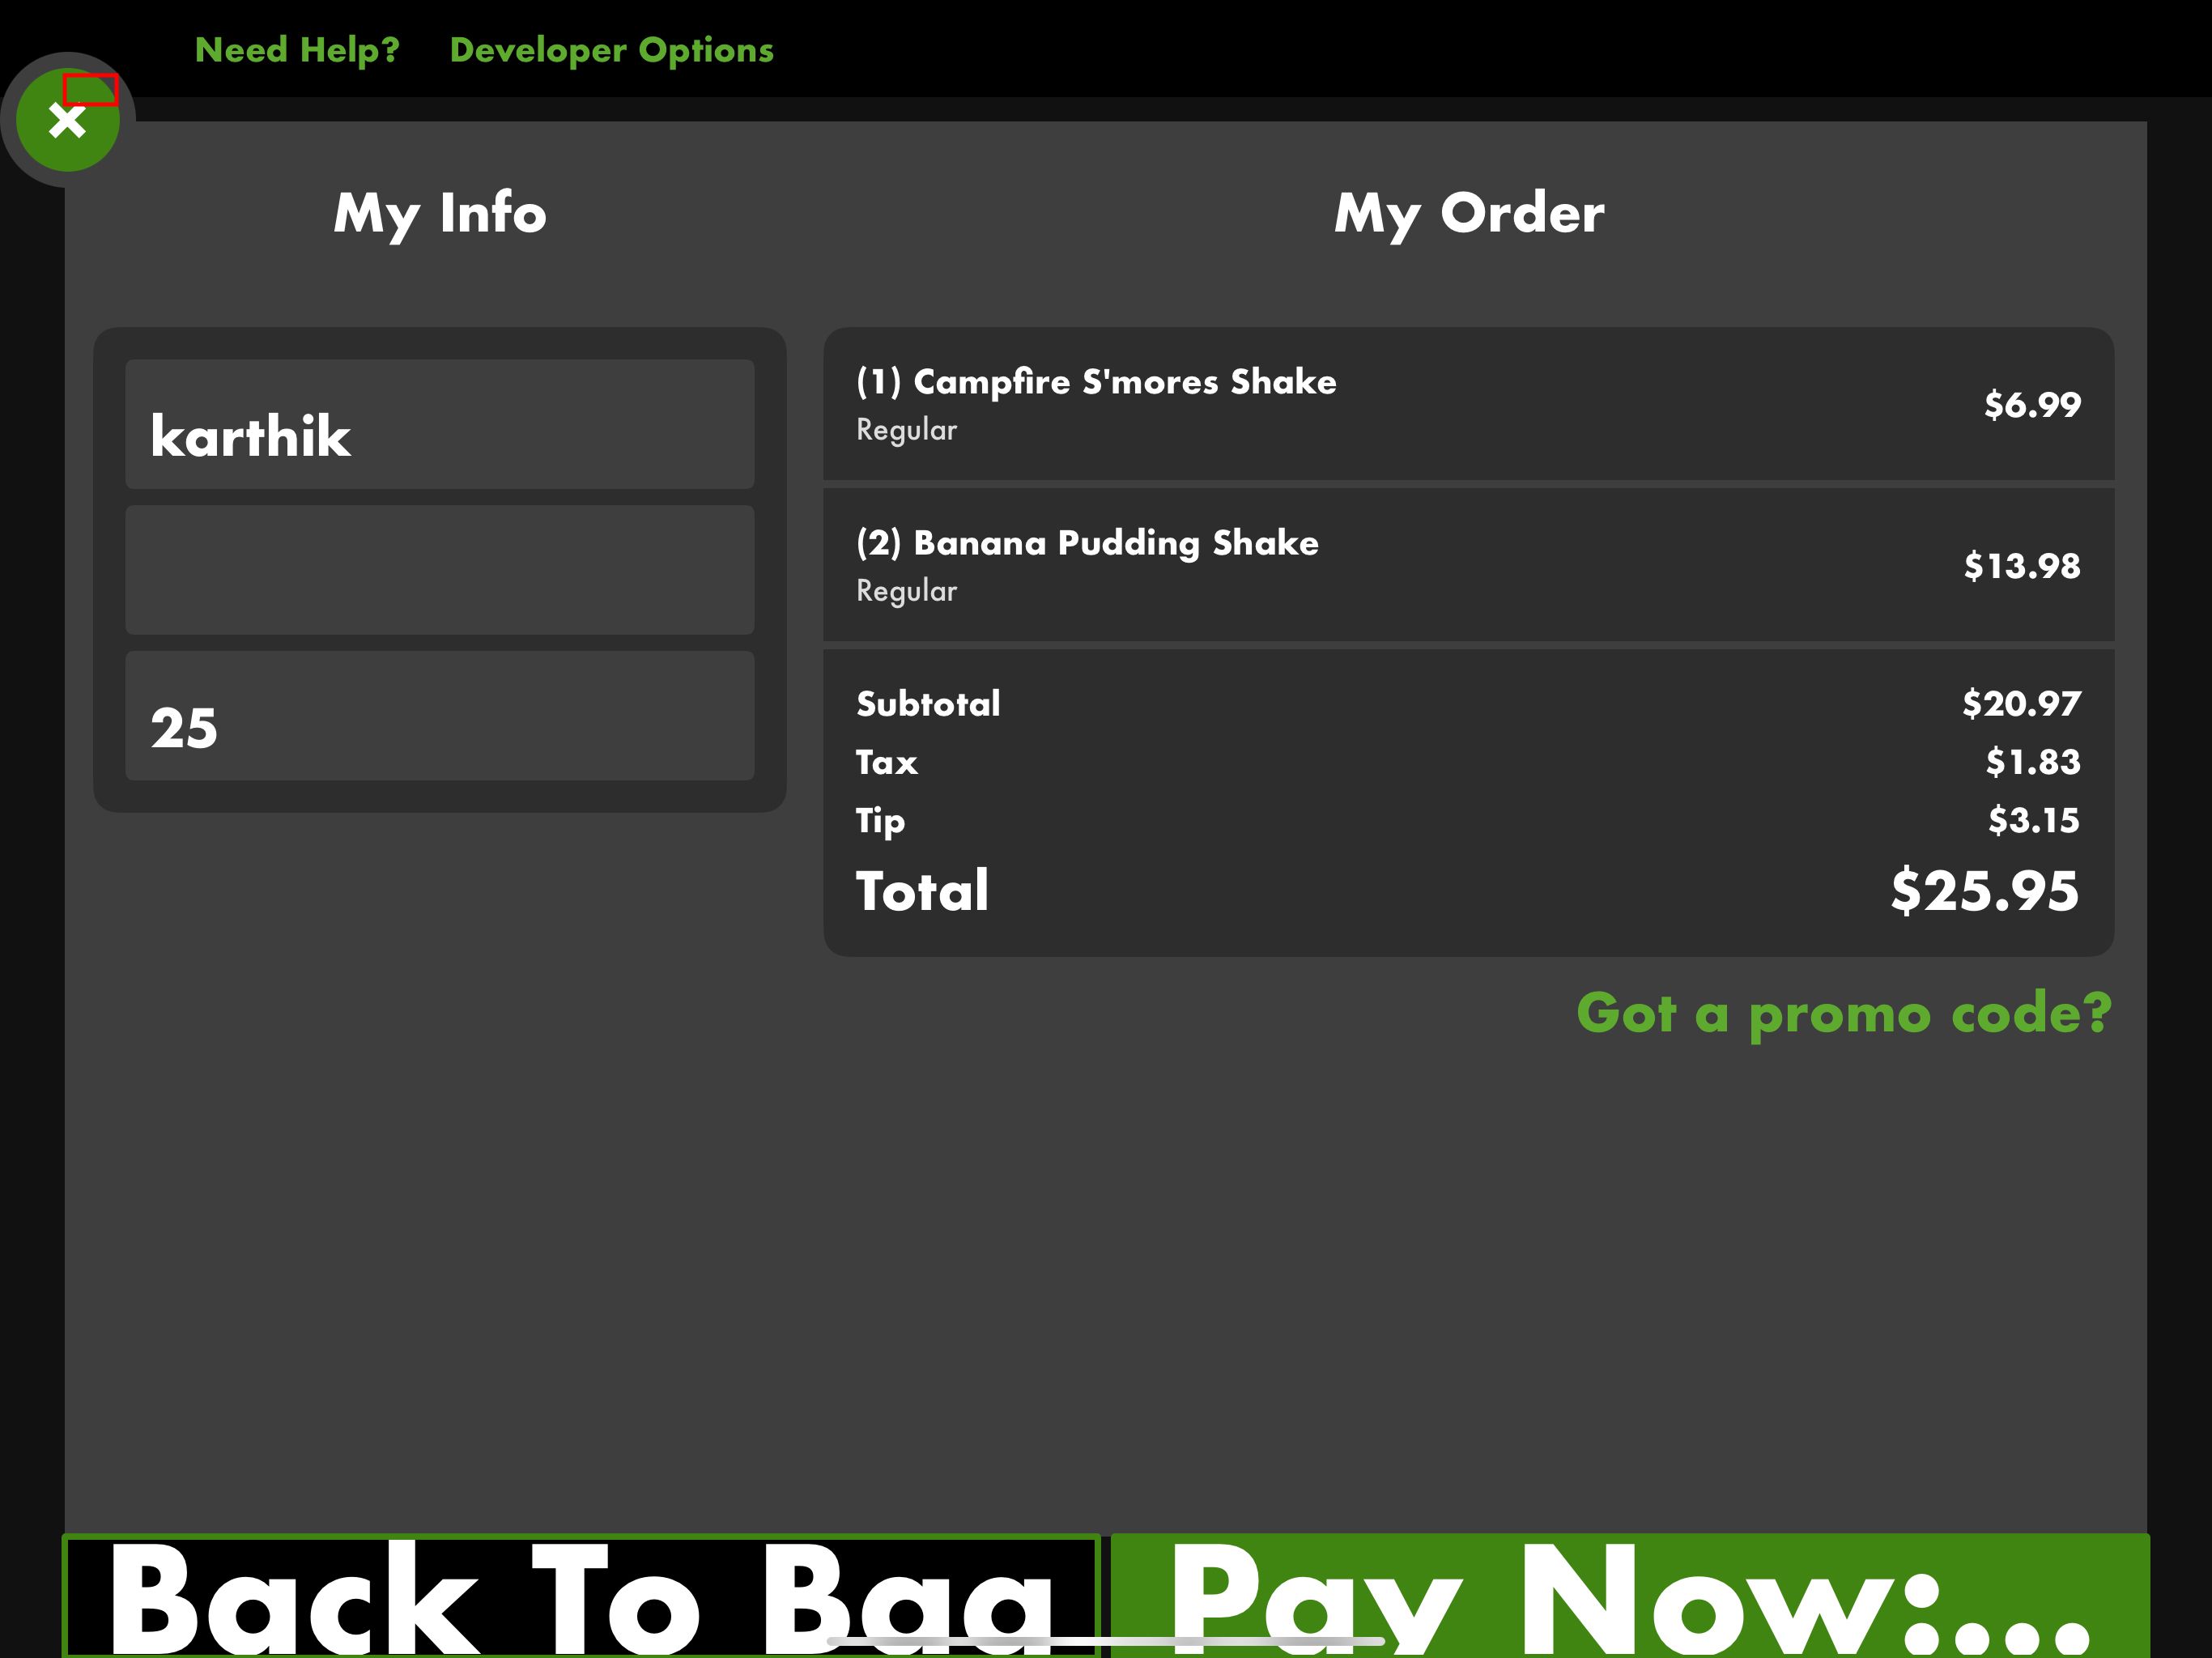 Need Help? Developer Options
My Info
My Order
karthik
25
(1) Campfire S'mores Shake
Regular
$6.99
(2) Banana Pudding Shake
Regular
$13.98
Subtotal $20.97
Tax $1.83
Tip $3.15
Total $25.95
Got a promo code?
Back To Bag
Pay Now:...